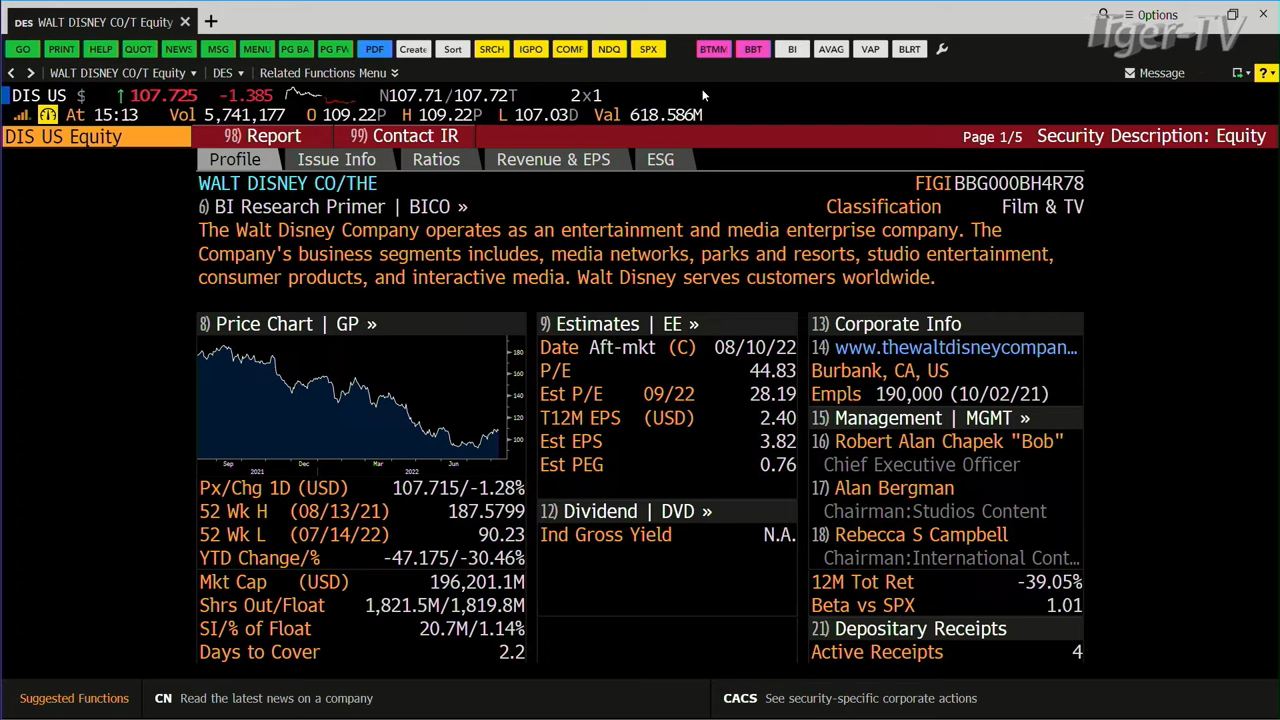 DES WALT DISNEY CO/T Equity × +
Options
Tiger-TV
GO PRINT HELP QUOT NEWS MSG MENU PG BA PG FW PDF Create Sort SRCH IGPO COMF NDQ SPX BTMM BBT BI AVAG VAP BLRT
< > WALT DISNEY CO/T Equity DES Related Functions Menu Message ?
DIS US $ ↑107.725 -1.385 N107.71/107.72T 2x1
At 15:13 Vol 5,741,177 O 109.22P H 109.22P L 107.03D Val 618.586M
DIS US Equity 98) Report 99) Contact IR Page 1/5 Security Description: Equity
Profile Issue Info Ratios Revenue & EPS ESG
WALT DISNEY CO/THE FIGI BBG000BH4R78
6) BI Research Primer | BICO » Classification Film & TV
The Walt Disney Company operates as an entertainment and media enterprise company. The
Company's business segments includes, media networks, parks and resorts, studio entertainment,
consumer products, and interactive media. Walt Disney serves customers worldwide.
8) Price Chart | GP »
180
160
140
120
100
Sep Dec Mar Jun
2021 2022
Px/Chg 1D (USD) 107.715/-1.28%
52 Wk H (08/13/21) 187.5799
52 Wk L (07/14/22) 90.23
YTD Change/% -47.175/-30.46%
Mkt Cap (USD) 196,201.1M
Shrs Out/Float 1,821.5M/1,819.8M
SI/% of Float 20.7M/1.14%
Days to Cover 2.2
9) Estimates | EE »
Date Aft-mkt (C) 08/10/22
P/E 44.83
Est P/E 09/22 28.19
T12M EPS (USD) 2.40
Est EPS 3.82
Est PEG 0.76
12) Dividend | DVD »
Ind Gross Yield N.A.
13) Corporate Info
14) www.thewaltdisneycompan...
Burbank, CA, US
Empls 190,000 (10/02/21)
15) Management | MGMT »
16) Robert Alan Chapek "Bob"
Chief Executive Officer
17) Alan Bergman
Chairman:Studios Content
18) Rebecca S Campbell
Chairman:International Cont...
12M Tot Ret -39.05%
Beta vs SPX 1.01
21) Depositary Receipts
Active Receipts 4
Suggested Functions CN Read the latest news on a company CACS See security-specific corporate actions